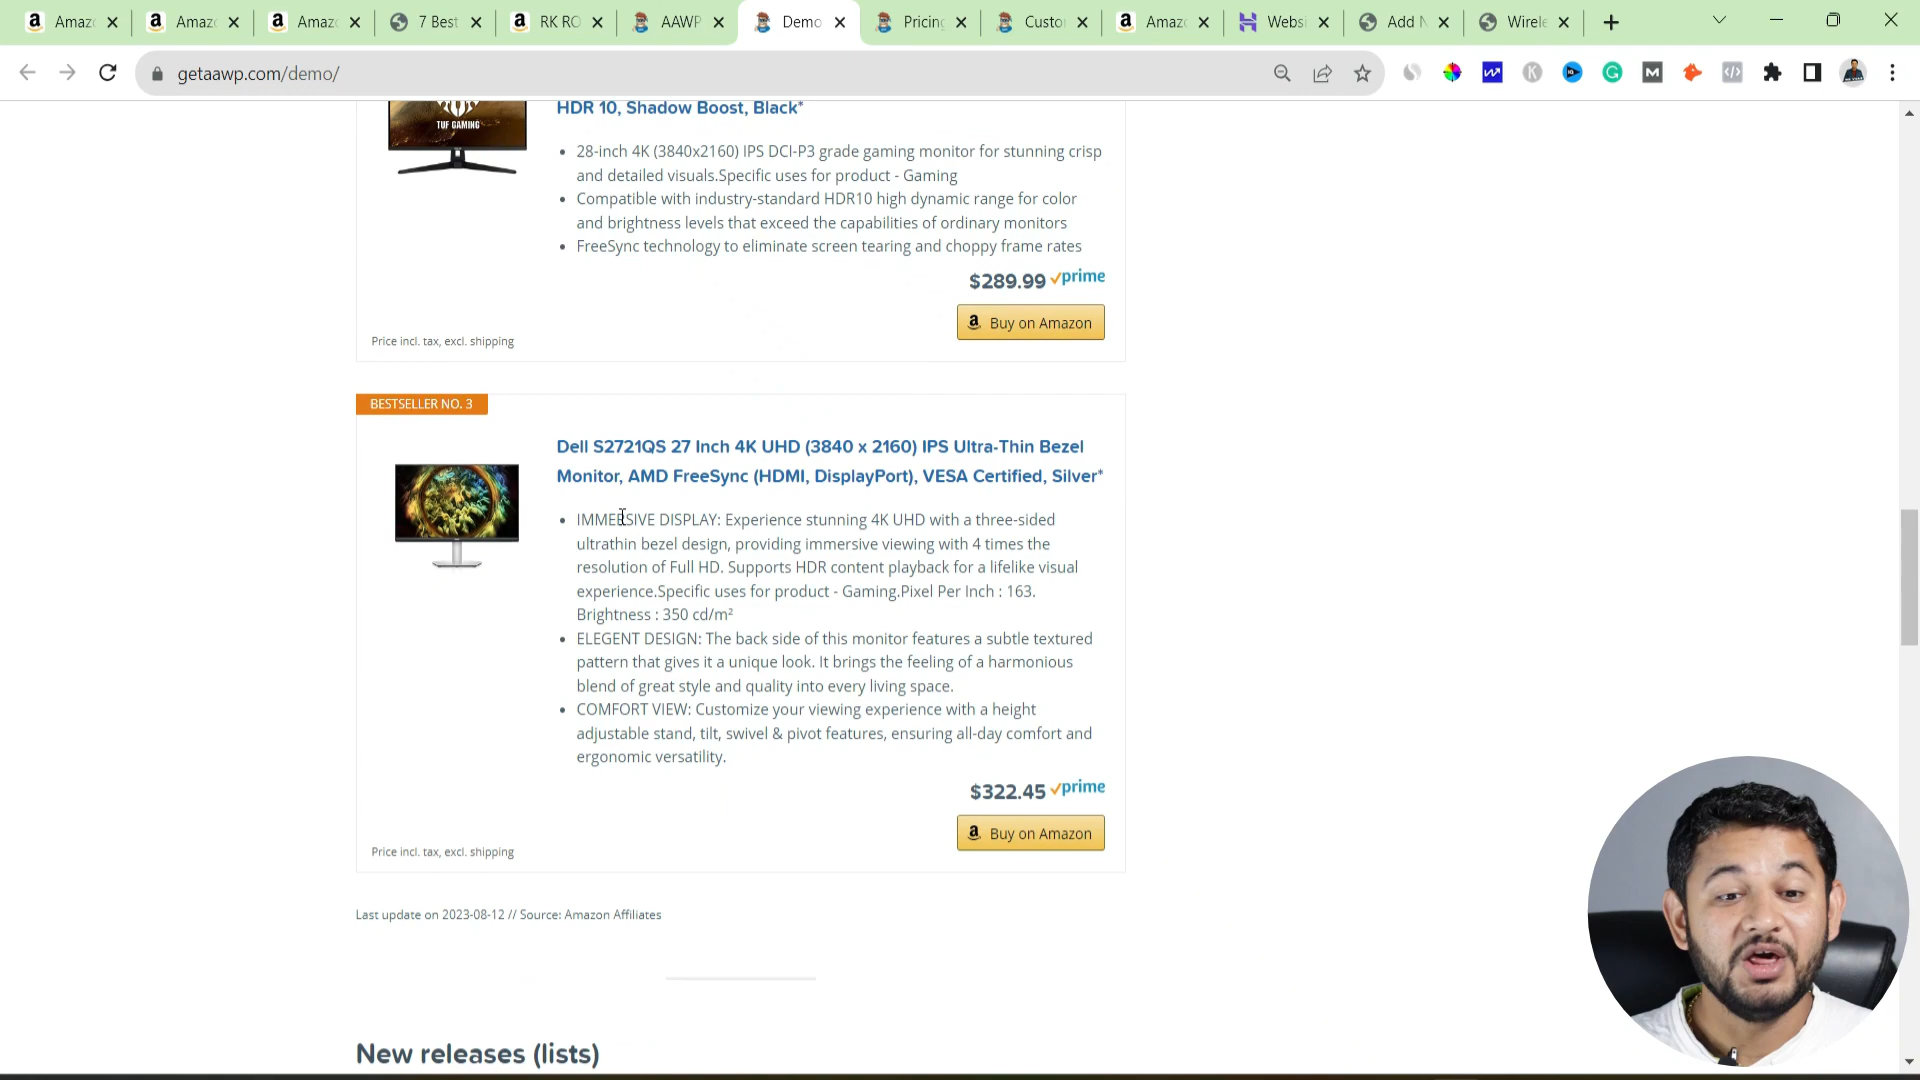 Amaz
Amaz
Amaz
7 Best
RK RO
AAWP
Demo
Pricing
Custo
Amaz
Websi
Add N
Wirele
getaawp.com/demo/
TUF GAMING
HDR 10, Shadow Boost, Black*
28-inch 4K (3840x2160) IPS DCI-P3 grade gaming monitor for stunning crisp
and detailed visuals.Specific uses for product - Gaming
Compatible with industry-standard HDR10 high dynamic range for color
and brightness levels that exceed the capabilities of ordinary monitors
FreeSync technology to eliminate screen tearing and choppy frame rates
$289.99 prime
Buy on Amazon
Price incl. tax, excl. shipping
BESTSELLER NO. 3
Dell S2721QS 27 Inch 4K UHD (3840 x 2160) IPS Ultra-Thin Bezel
Monitor, AMD FreeSync (HDMI, DisplayPort), VESA Certified, Silver*
IMMERSIVE DISPLAY: Experience stunning 4K UHD with a three-sided
ultrathin bezel design, providing immersive viewing with 4 times the
resolution of Full HD. Supports HDR content playback for a lifelike visual
experience.Specific uses for product - Gaming.Pixel Per Inch : 163.
Brightness : 350 cd/m²
ELEGENT DESIGN: The back side of this monitor features a subtle textured
pattern that gives it a unique look. It brings the feeling of a harmonious
blend of great style and quality into every living space.
COMFORT VIEW: Customize your viewing experience with a height
adjustable stand, tilt, swivel & pivot features, ensuring all-day comfort and
ergonomic versatility.
$322.45 prime
Buy on Amazon
Price incl. tax, excl. shipping
Last update on 2023-08-12 // Source: Amazon Affiliates
New releases (lists)